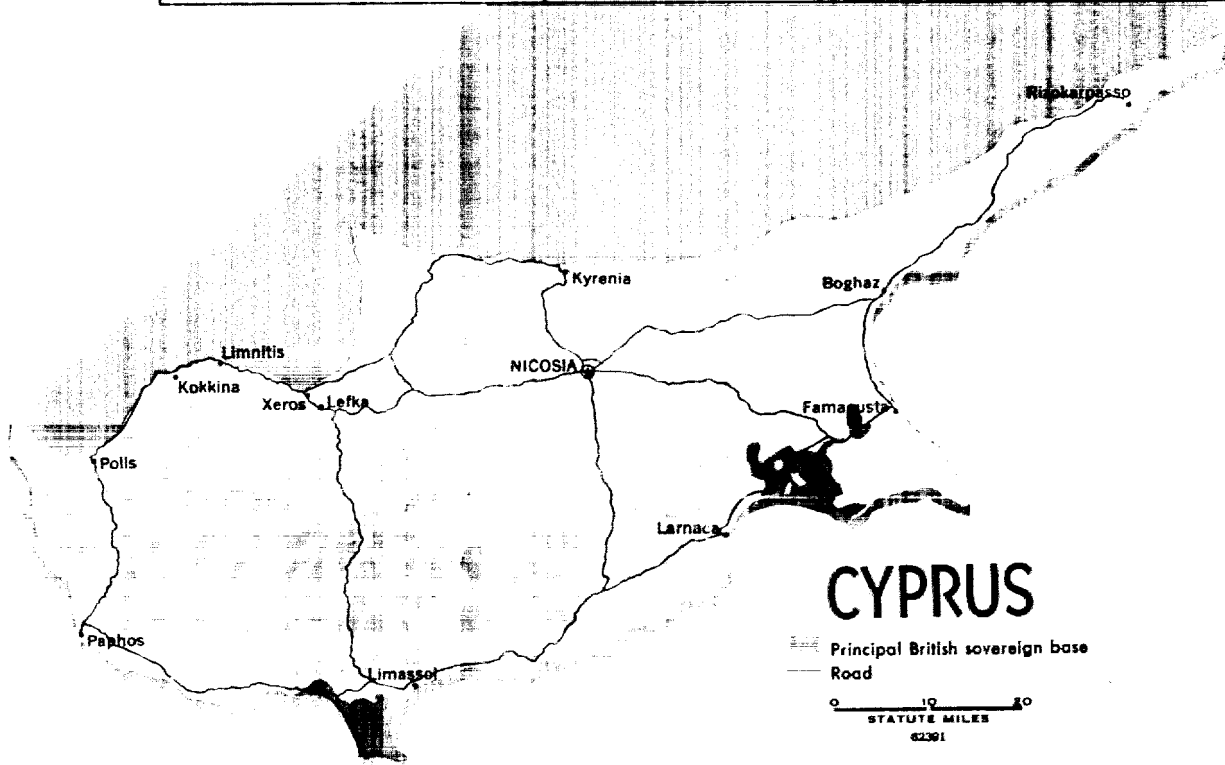 Rizokarpasso
Kyrenia
Boghaz
Limnitis
NICOSIA
Kokkina
Xeros
Lefka
Famagusta
Polis
Larnaca
CYPRUS
Paphos
Principal British sovereign base
Limassol
Road
0 10 20
STATUTE MILES
62391